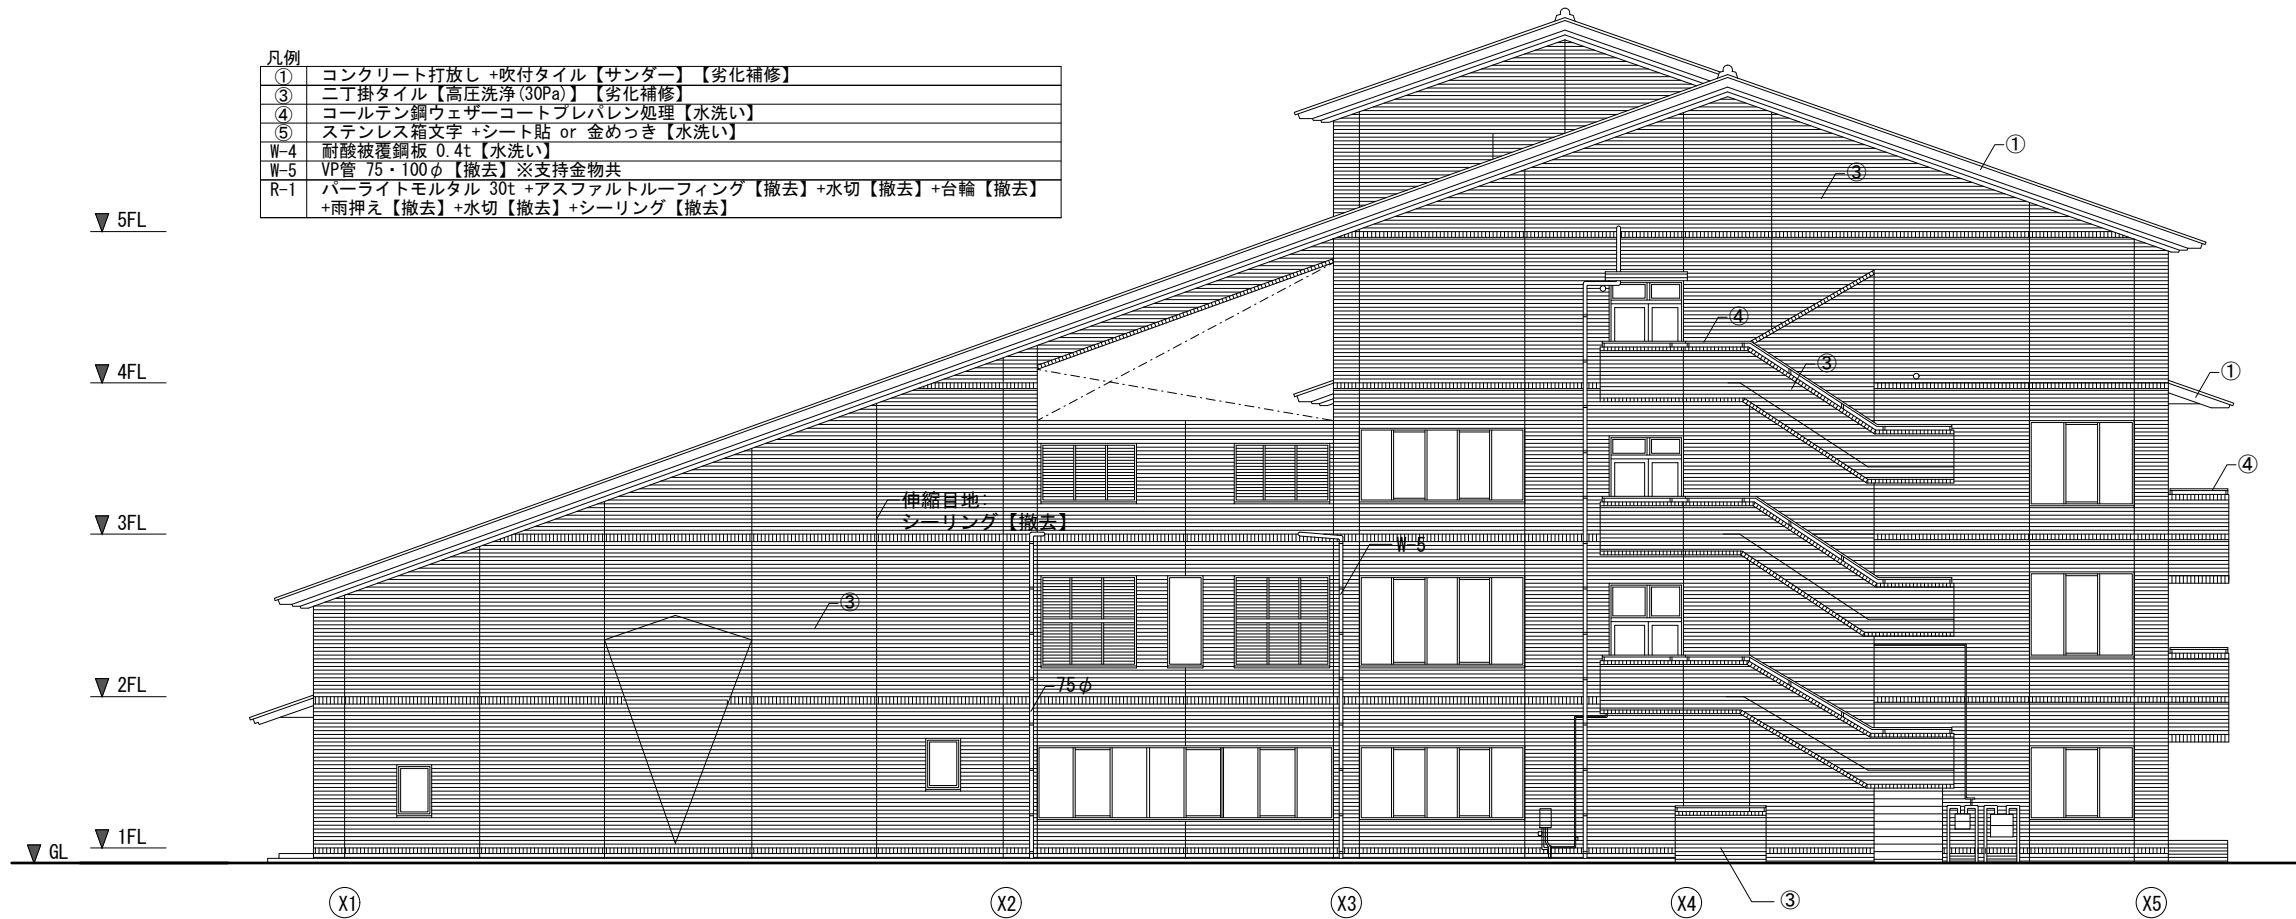 凡例
① コンクリート打放し +吹付タイル【サンダー】【劣化補修】
③ 二丁掛タイル【高圧洗浄(30Pa)】【劣化補修】
④ コールテン鋼ウェザーコートプレパレン処理【水洗い】
⑤ ステンレス箱文字 +シート貼 or 金めっき【水洗い】
W-4 耐酸被覆鋼板 0.4t【水洗い】
W-5 VP管 75・100φ【撤去】※支持金物共
R-1 パーライトモルタル 30t +アスファルトルーフィング【撤去】+水切【撤去】+台輪【撤去】
+雨押え【撤去】+水切【撤去】+シーリング【撤去】
①
③
5FL
④
4FL
③
①
④
伸縮目地:
シーリング【撤去】
3FL
W-5
③
2FL
75φ
1FL
GL
③
X1
X2
X3
X4
X5